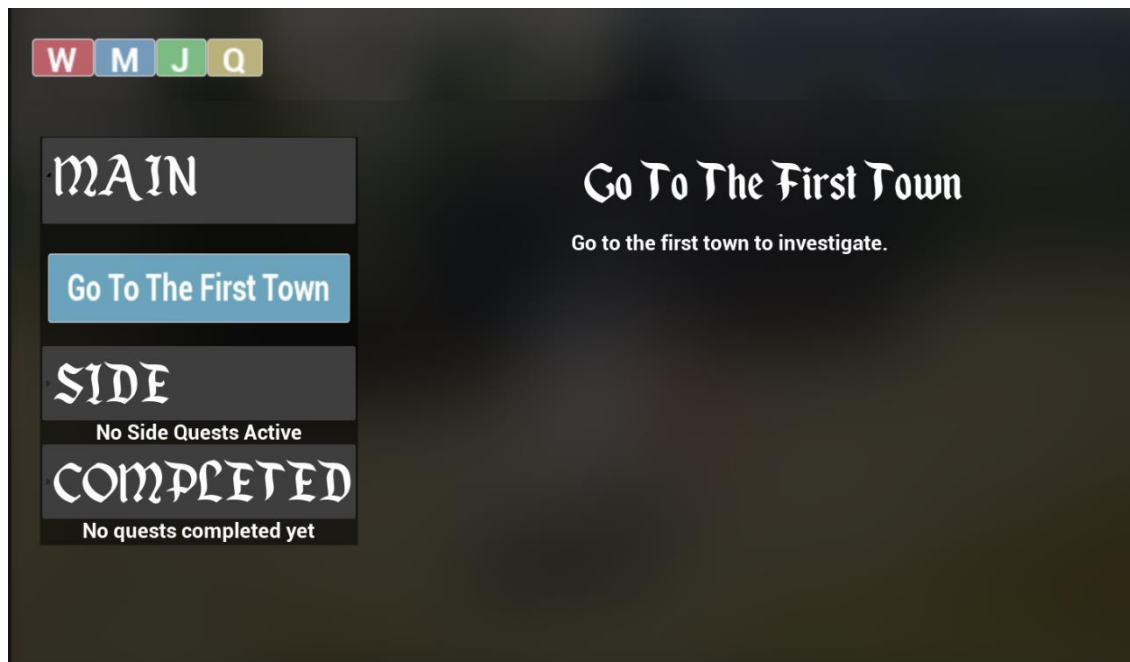 W M J Q
MAIN
Go To The First Town
SIDE
No Side Quests Active
COMPLETED
No quests completed yet
Go To The First Town
Go to the first town to investigate.